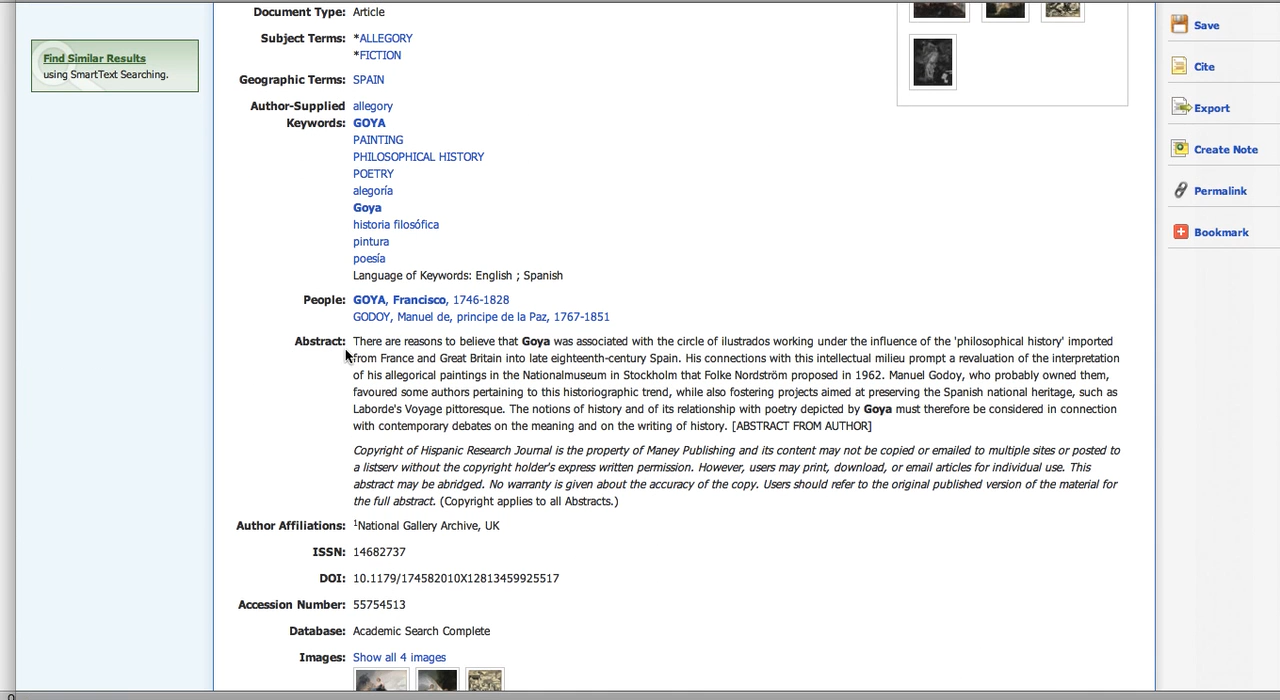 Document Type: Article
Subject Terms: *ALLEGORY
*FICTION
Geographic Terms: SPAIN
Author-Supplied Keywords: allegory
GOYA
PAINTING
PHILOSOPHICAL HISTORY
POETRY
alegoría
Goya
historia filosófica
pintura
poesía
Language of Keywords: English ; Spanish
People: GOYA, Francisco, 1746-1828
GODOY, Manuel de, principe de la Paz, 1767-1851
Abstract: There are reasons to believe that Goya was associated with the circle of ilustrados working under the influence of the 'philosophical history' imported
from France and Great Britain into late eighteenth-century Spain. His connections with this intellectual milieu prompt a revaluation of the interpretation
of his allegorical paintings in the Nationalmuseum in Stockholm that Folke Nordström proposed in 1962. Manuel Godoy, who probably owned them,
favoured some authors pertaining to this historiographic trend, while also fostering projects aimed at preserving the Spanish national heritage, such as
Laborde's Voyage pittoresque. The notions of history and of its relationship with poetry depicted by Goya must therefore be considered in connection
with contemporary debates on the meaning and on the writing of history. [ABSTRACT FROM AUTHOR]
Copyright of Hispanic Research Journal is the property of Maney Publishing and its content may not be copied or emailed to multiple sites or posted to
a listserv without the copyright holder's express written permission. However, users may print, download, or email articles for individual use. This
abstract may be abridged. No warranty is given about the accuracy of the copy. Users should refer to the original published version of the material for
the full abstract. (Copyright applies to all Abstracts.)
Author Affiliations: 1National Gallery Archive, UK
ISSN: 14682737
DOI: 10.1179/174582010X12813459925517
Accession Number: 55754513
Database: Academic Search Complete
Images: Show all 4 images
Find Similar Results
using SmartText Searching.
Save
Cite
Export
Create Note
Permalink
Bookmark